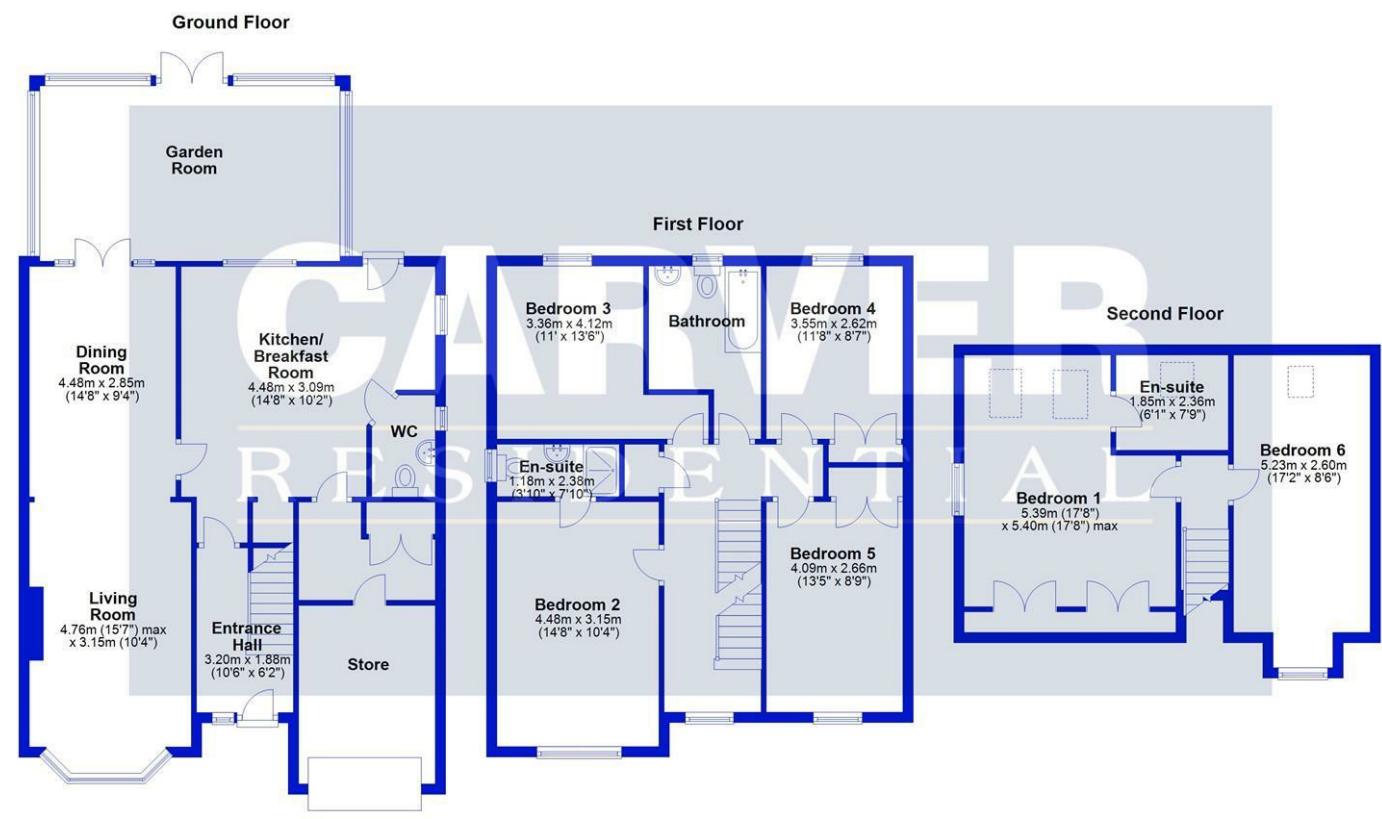 Ground Floor
Garden
Room
Dining
Room
4.48m x 2.85m
(14'8" x 9'4")
Kitchen/
Breakfast
Room
4.48m x 3.09m
(14'8" x 10'2")
WC
Living
Room
4.76m (15'7") max
x 3.15m (10'4")
Entrance
Hall
3.20m x 1.88m
(10'6" x 6'2")
Store
First Floor
Bedroom 3
3.36m x 4.12m
(11' x 13'6")
Bathroom
Bedroom 4
3.55m x 2.62m
(11'8" x 8'7")
En-suite
1.18m x 2.38m
(3'10" x 7'10")
Bedroom 2
4.48m x 3.15m
(14'8" x 10'4")
Bedroom 5
4.09m x 2.66m
(13'5" x 8'9")
Second Floor
En-suite
1.85m x 2.36m
(6'1" x 7'9")
Bedroom 1
5.39m (17'8")
x 5.40m (17'8") max
Bedroom 6
5.23m x 2.60m
(17'2" x 8'6")
CARVER
RESIDENTIAL